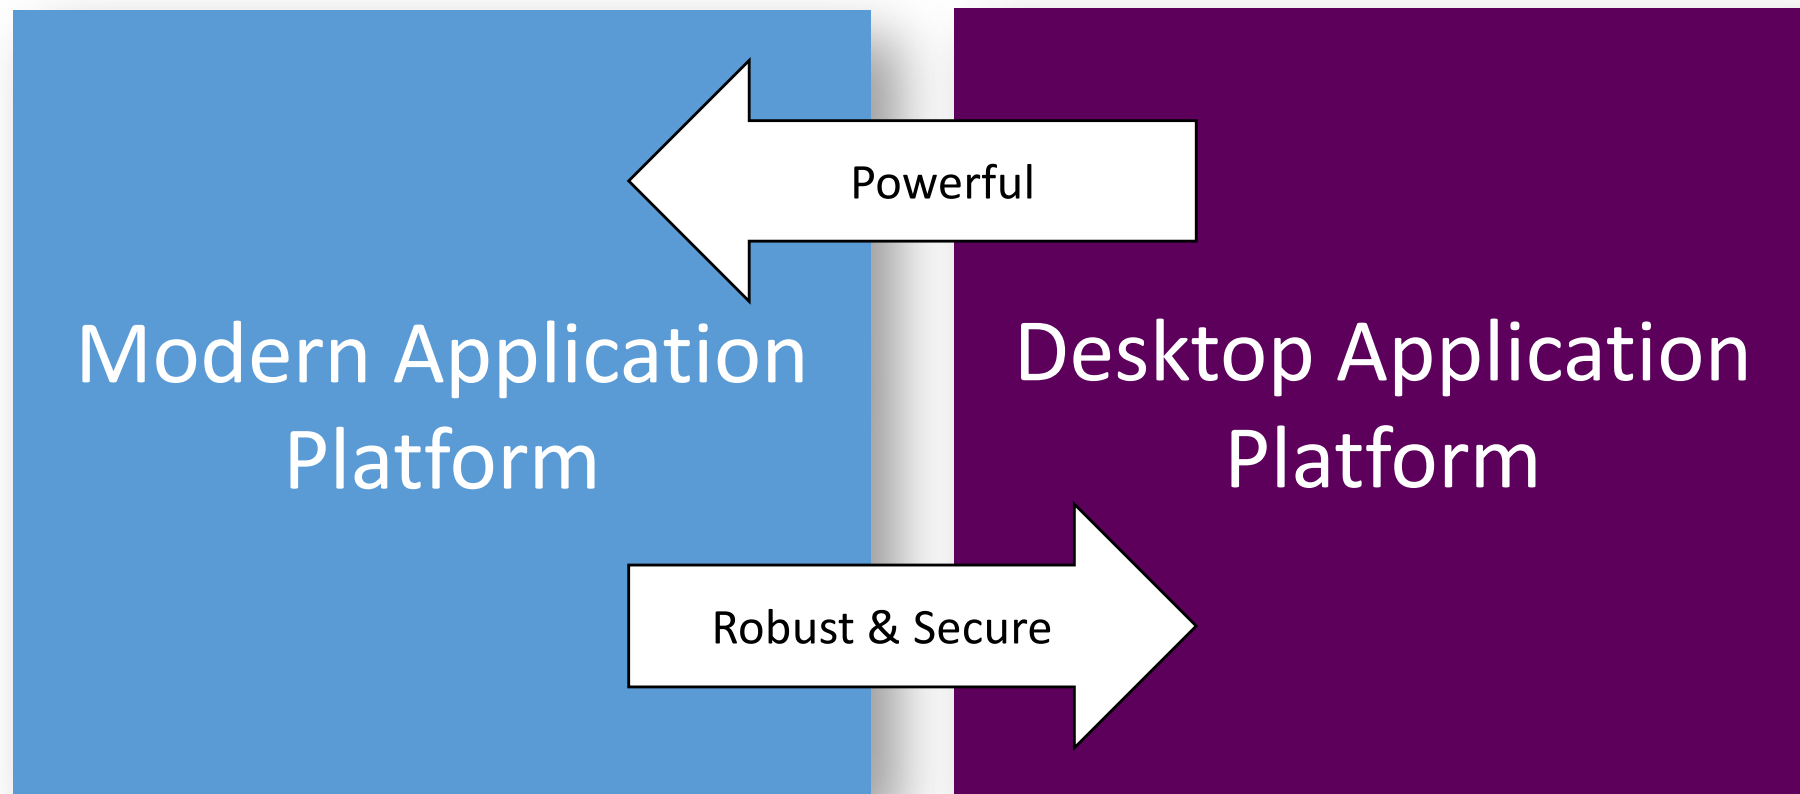 Powerful
Modern Application
Platform
Desktop Application
Platform
Robust & Secure